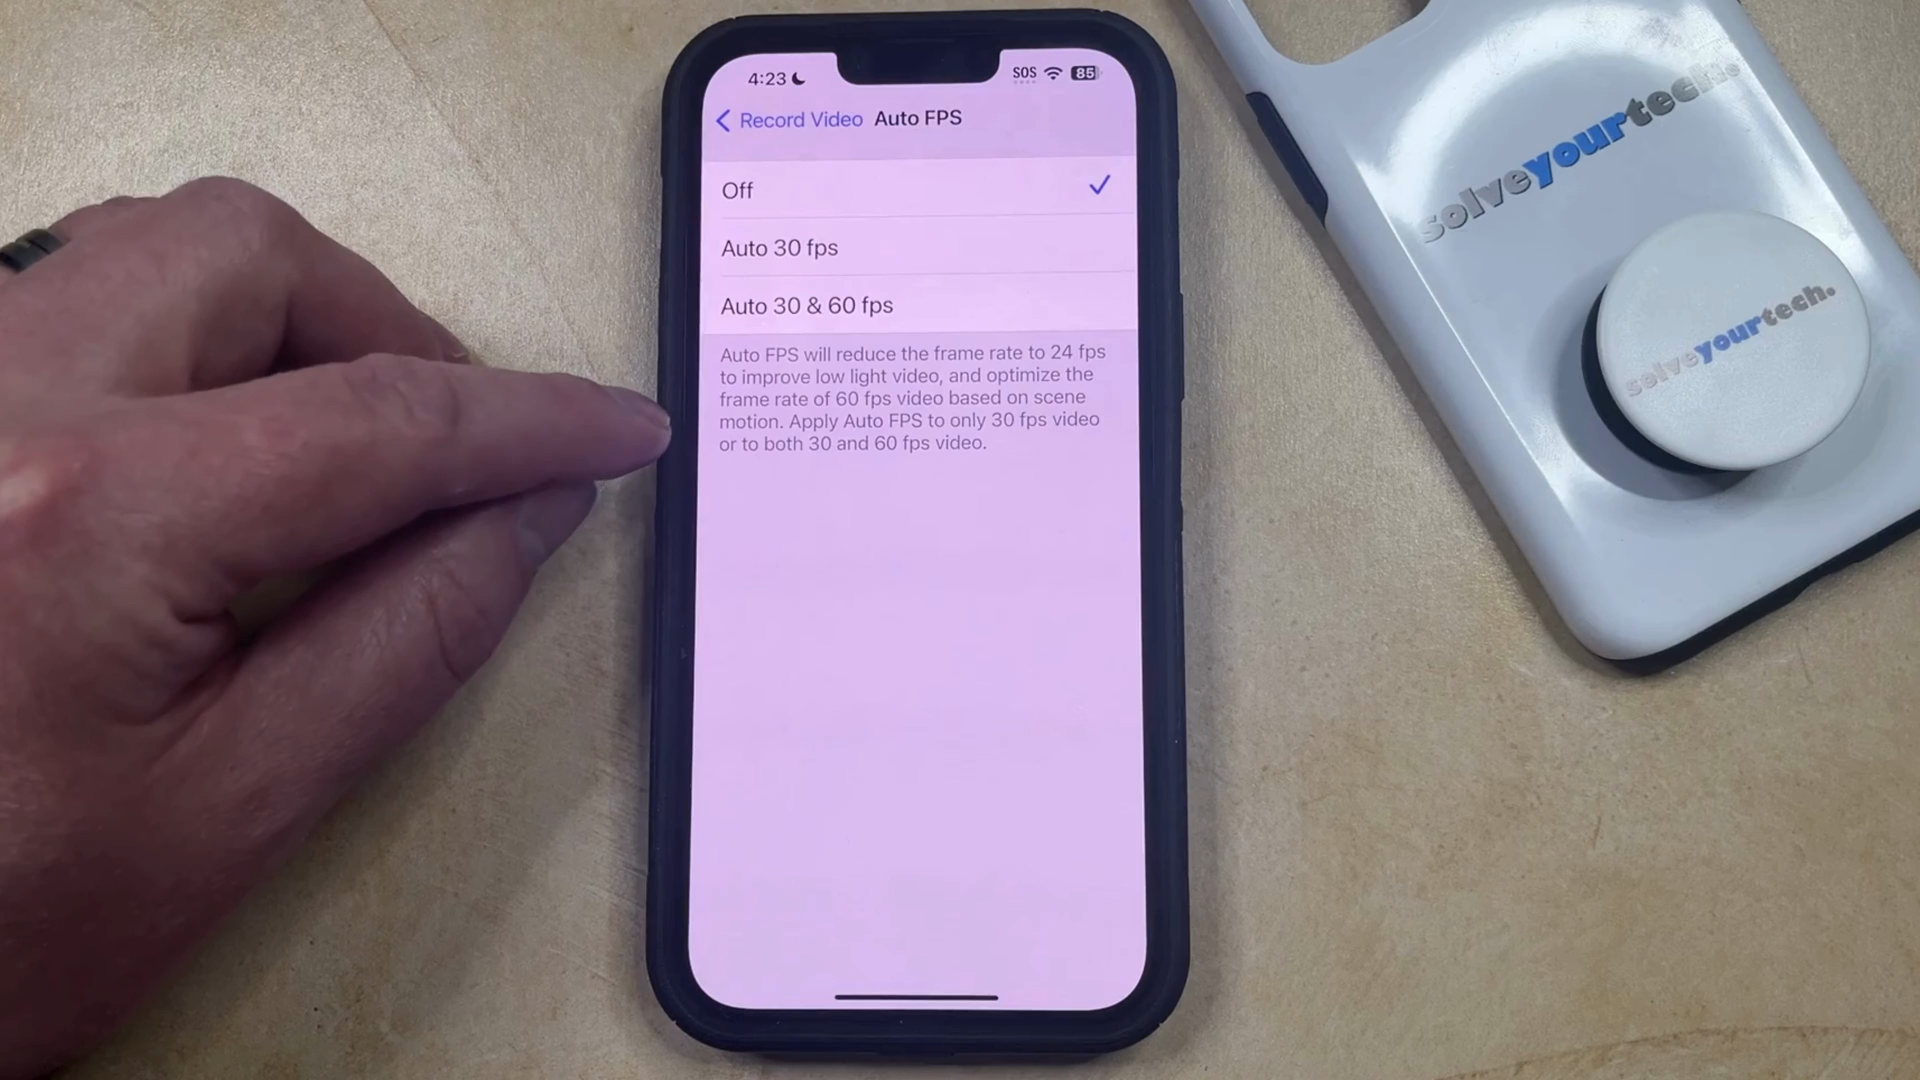 4:23
SOS
85
Record Video
Auto FPS
Off
Auto 30 fps
Auto 30 & 60 fps
Auto FPS will reduce the frame rate to 24 fps
to improve low light video, and optimize the
frame rate of 60 fps video based on scene
motion. Apply Auto FPS to only 30 fps video
or to both 30 and 60 fps video.
solveyourtech.
solveyourtech.